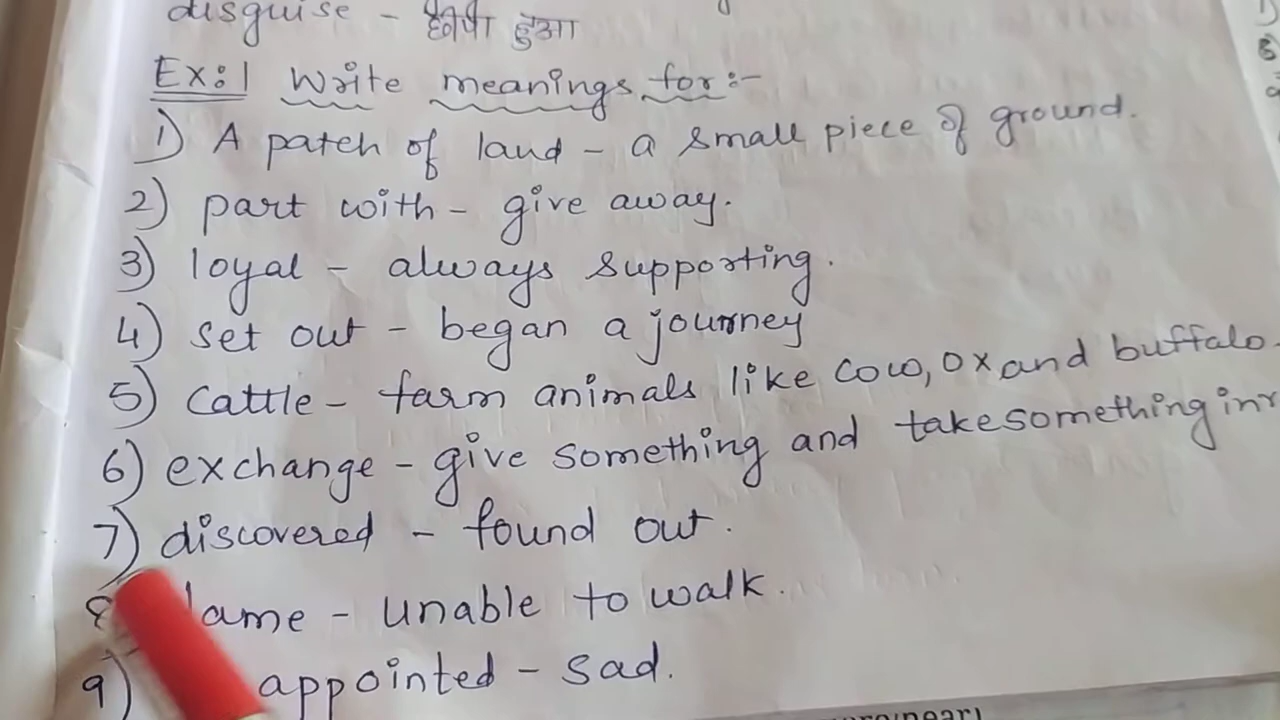 disguise - छीपा हुआ
Ex:1 Write meanings for:-
1) A patch of land - a small piece of ground.
2) part with - give away.
3) loyal - always supporting.
4) set out - began a journey
5) cattle - farm animals like cow, ox and buffalo.
6) exchange - give something and take something in
7) discovered - found out.
8 lame - unable to walk.
9) appointed - sad.